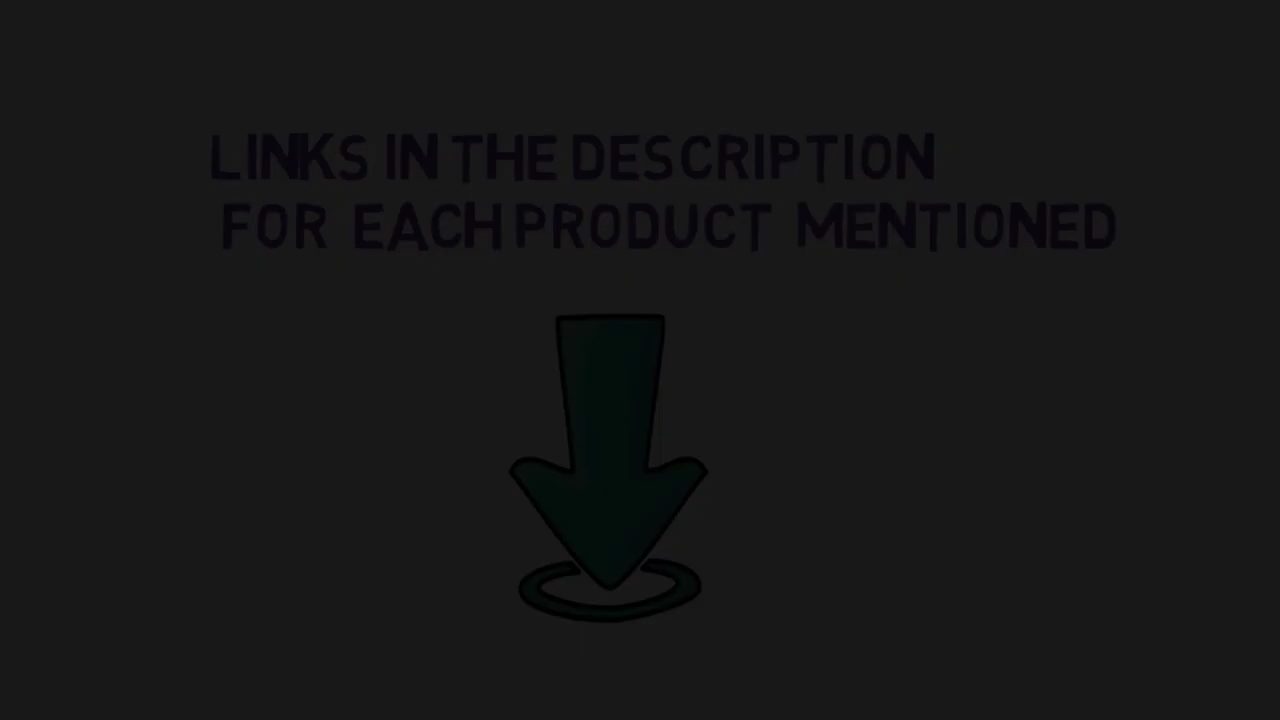 LINKS IN THE DESCRIPTION
FOR EACH PRODUCT MENTIONED